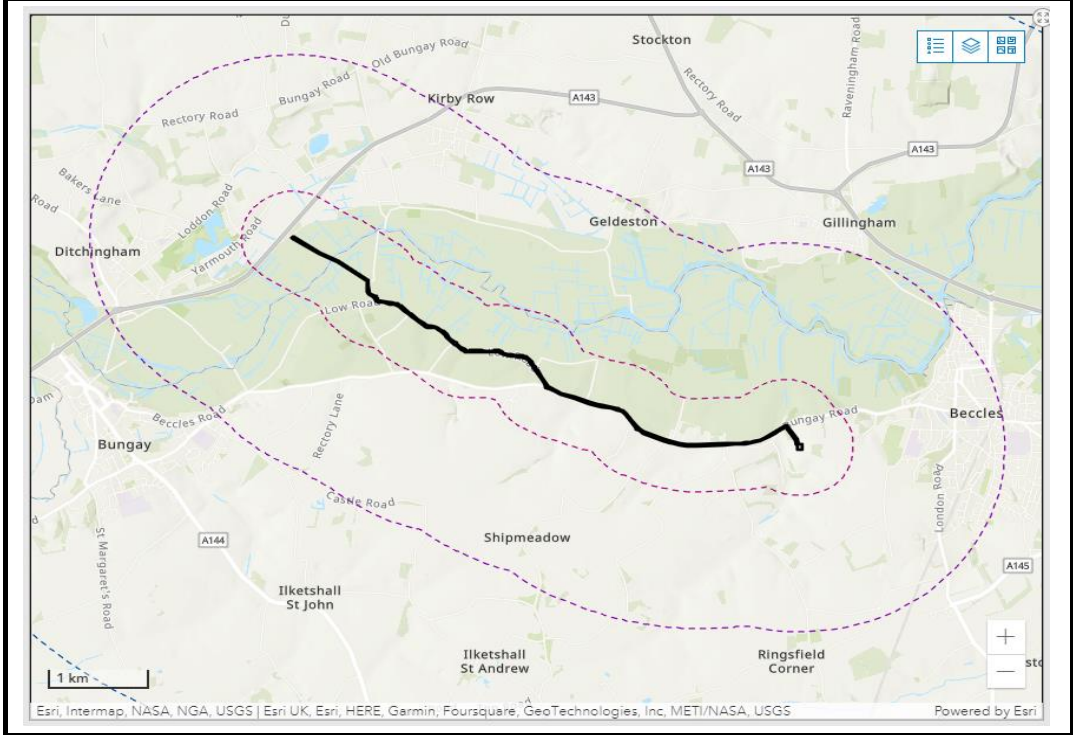 Stockton
Old Bungay Road
Bungay Road
Kirby Row
A143
Rectory Road
Raveningham Road
Rectory Road
A143
A143
Bakers Lane
Road
Loddon Road
Yarmouth Road
Ditchingham
Geldeston
Gillingham
Low Road
Dam
Beccles Road
Rectory Lane
Bungay Road
Beccles
Bungay
London Road
Castle Road
A144
Shipmeadow
St Margaret's Road
A145
Ilketshall
St John
Ilketshall
St Andrew
Ringsfield
Corner
1 km
Esri, Intermap, NASA, NGA, USGS | Esri UK, Esri, HERE, Garmin, Foursquare, GeoTechnologies, Inc, METI/NASA, USGS
Powered by Esri